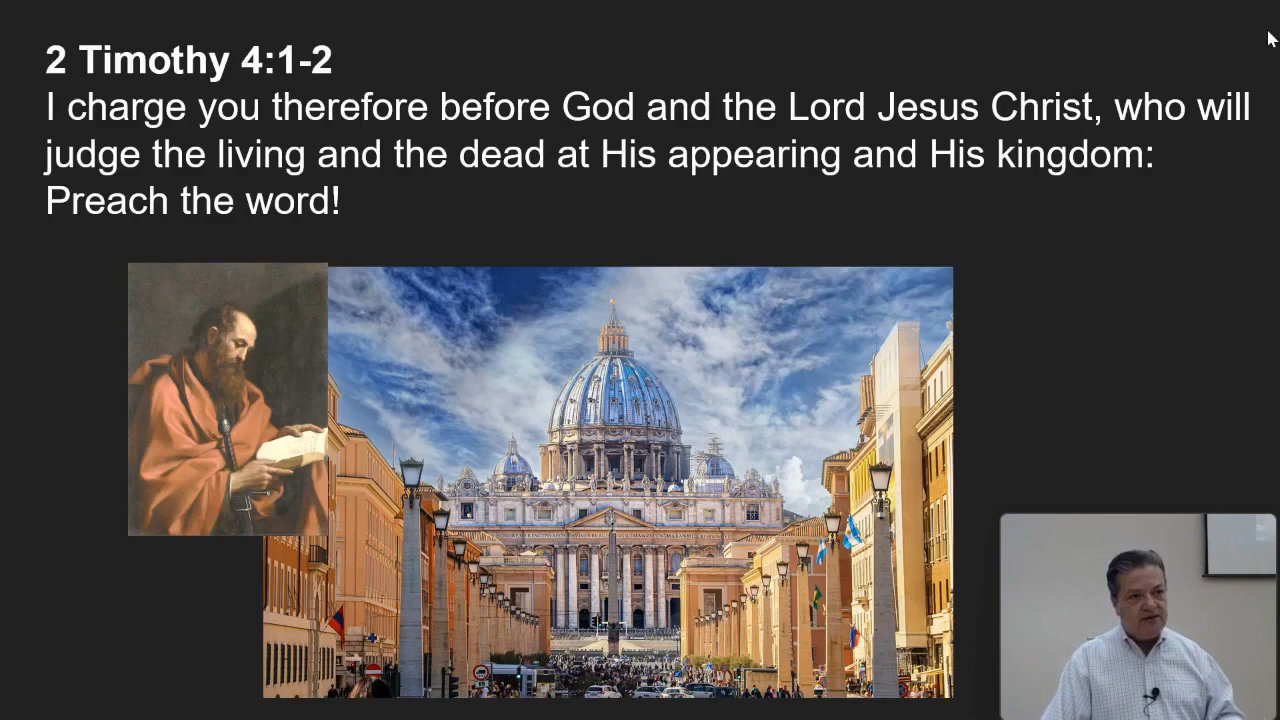 2 Timothy 4:1-2
I charge you therefore before God and the Lord Jesus Christ, who will
judge the living and the dead at His appearing and His kingdom:
Preach the word!